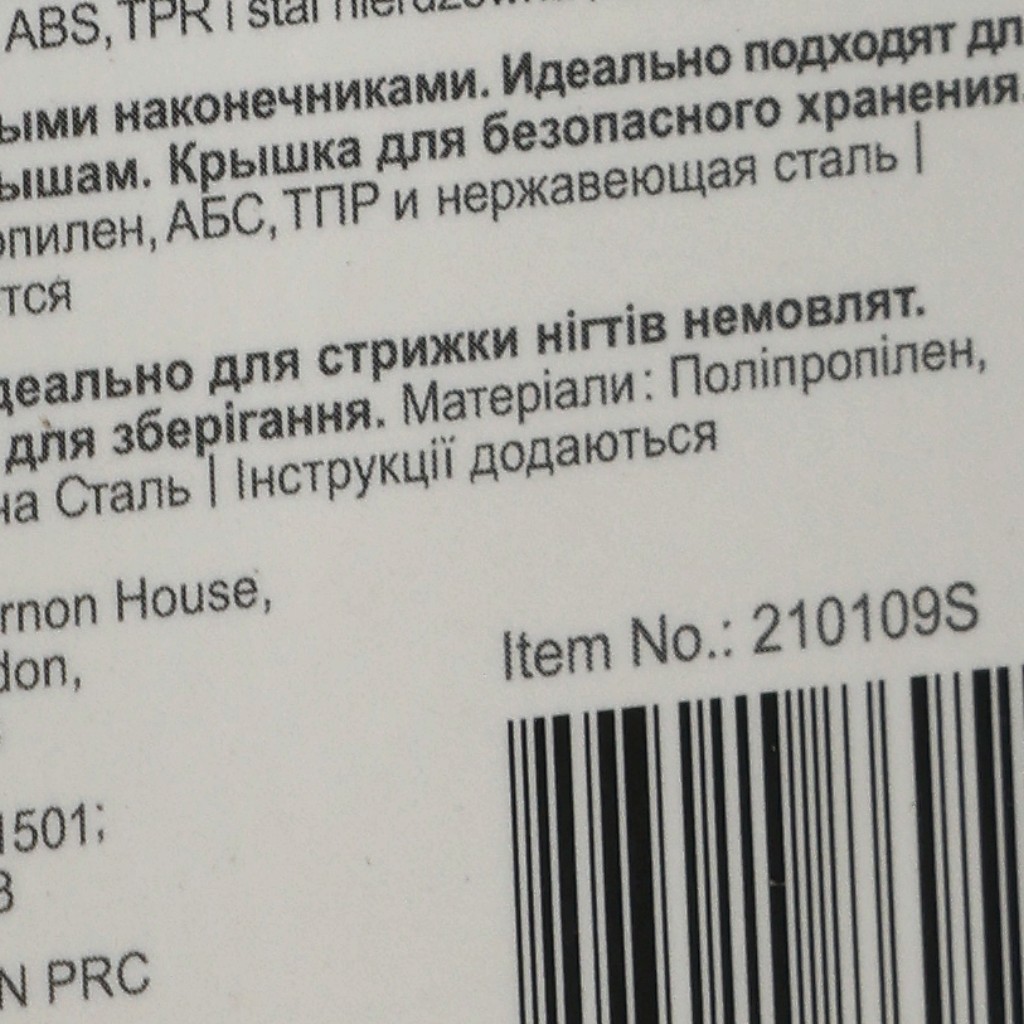 ABS, TPR i stal
ыми наконечниками. Идеально подходят дл
ышам. Крышка для безопасного хранения.
опилен, АБС, ТПР и нержавеющая сталь |
тся
деально для стрижки нігтів немовлят.
для зберігання. Матеріали: Поліпропілен,
на Сталь | Інструкції додаються
rnon House,
don,
1501;
N PRC
Item No.: 210109S